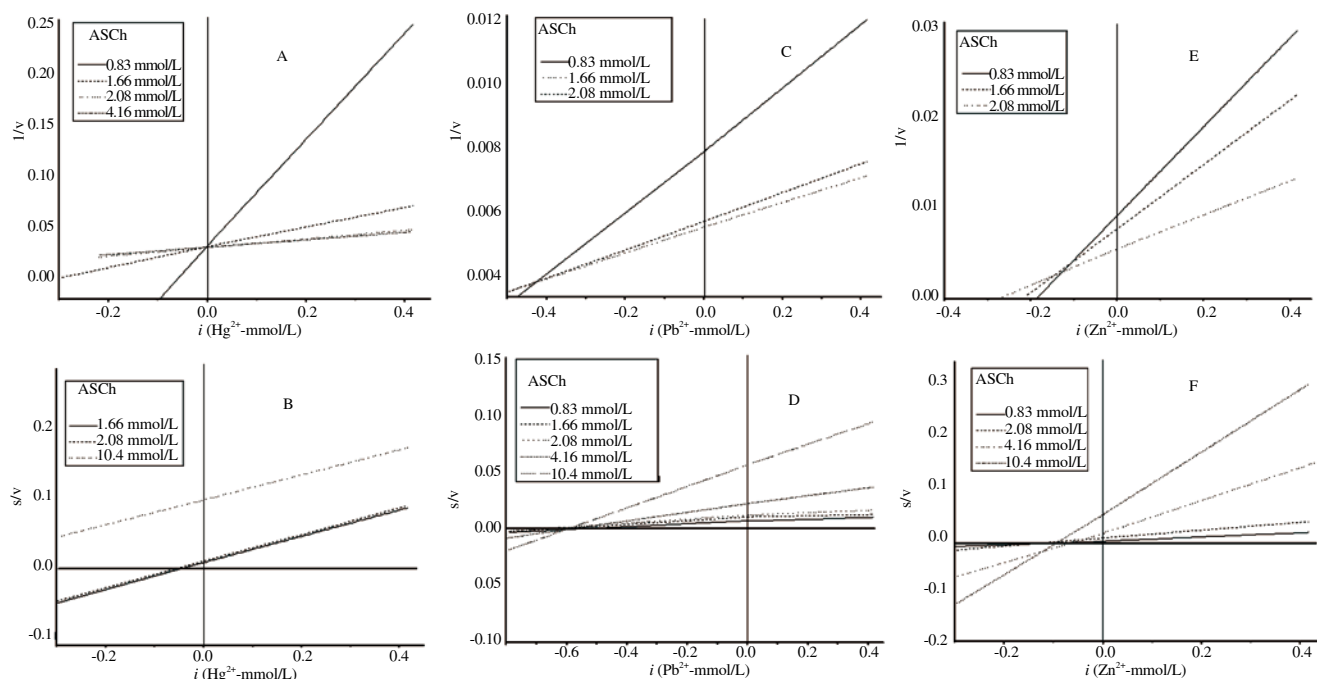 A
ASCh
0.83 mmol/L
1.66 mmol/L
2.08 mmol/L
4.16 mmol/L
1/v
0.25
0.20
0.15
0.10
0.05
0.00
-0.2 0.0 0.2 0.4
i (Hg²⁺-mmol/L)
C
ASCh
0.83 mmol/L
1.66 mmol/L
2.08 mmol/L
1/v
0.012
0.010
0.008
0.006
0.004
-0.4 -0.2 0.0 0.2 0.4
i (Pb²⁺-mmol/L)
E
ASCh
0.83 mmol/L
1.66 mmol/L
2.08 mmol/L
1/v
0.03
0.03
0.01
0.00
-0.4 -0.2 0.0 0.2 0.4
i (Zn²⁺-mmol/L)
B
ASCh
1.66 mmol/L
2.08 mmol/L
10.4 mmol/L
s/v
0.2
0.1
0.0
-0.1
-0.2 0.0 0.2 0.4
i (Hg²⁺-mmol/L)
D
ASCh
0.83 mmol/L
1.66 mmol/L
2.08 mmol/L
4.16 mmol/L
10.4 mmol/L
s/v
0.15
0.10
0.05
0.00
0.05
-0.10
-0.6 -0.4 -0.2 0.0 0.2 0.4
i (Pb²⁺-mmol/L)
F
ASCh
0.83 mmol/L
2.08 mmol/L
4.16 mmol/L
10.4 mmol/L
s/v
0.3
0.2
0.1
0.0
-0.1
-0.2
-0.2 0.0 0.2 0.4
i (Zn²⁺-mmol/L)